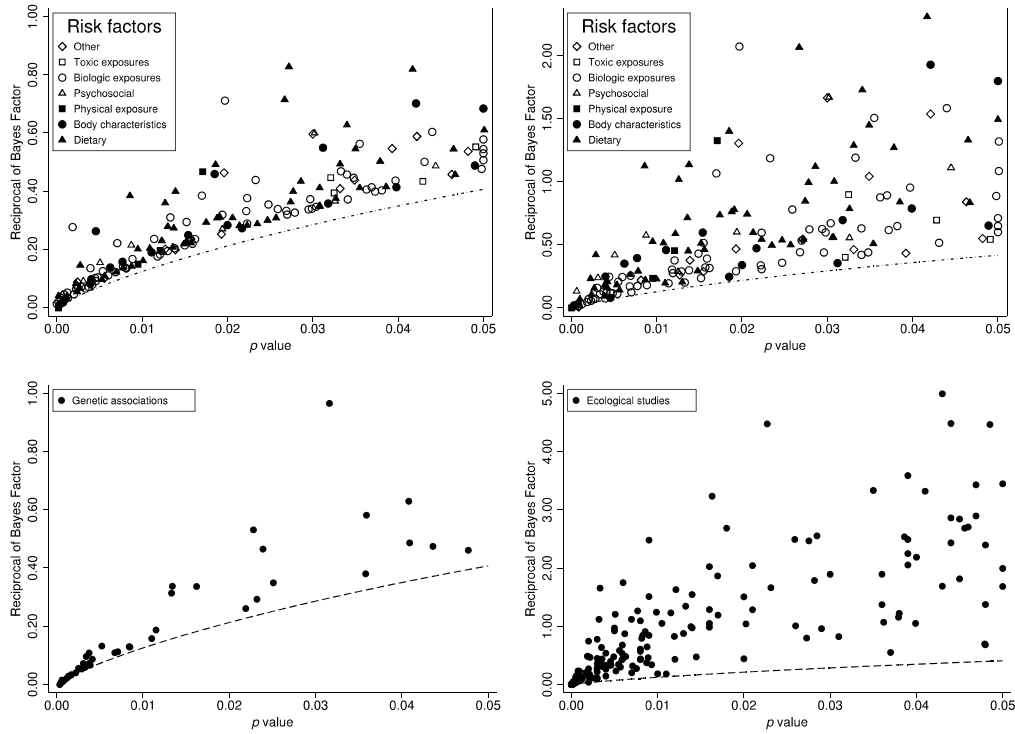 Risk factors
Other
Toxic exposures
Biologic exposures
Psychosocial
Physical exposure
Body characteristics
Dietary
Reciprocal of Bayes Factor
1.00
0.80
0.60
0.40
0.20
0.00
0.00 0.01 0.02 0.03 0.04 0.05
p value
Risk factors
Other
Toxic exposures
Biologic exposures
Psychosocial
Physical exposure
Body characteristics
Dietary
Reciprocal of Bayes Factor
2.00
1.50
1.00
0.50
0.00
0.00 0.01 0.02 0.03 0.04 0.05
p value
Genetic associations
Reciprocal of Bayes Factor
1.00
0.80
0.60
0.40
0.20
0.00
0.00 0.01 0.02 0.03 0.04 0.05
p value
Ecological studies
Reciprocal of Bayes Factor
5.00
4.00
3.00
2.00
1.00
0.00
0.00 0.01 0.02 0.03 0.04 0.05
p value